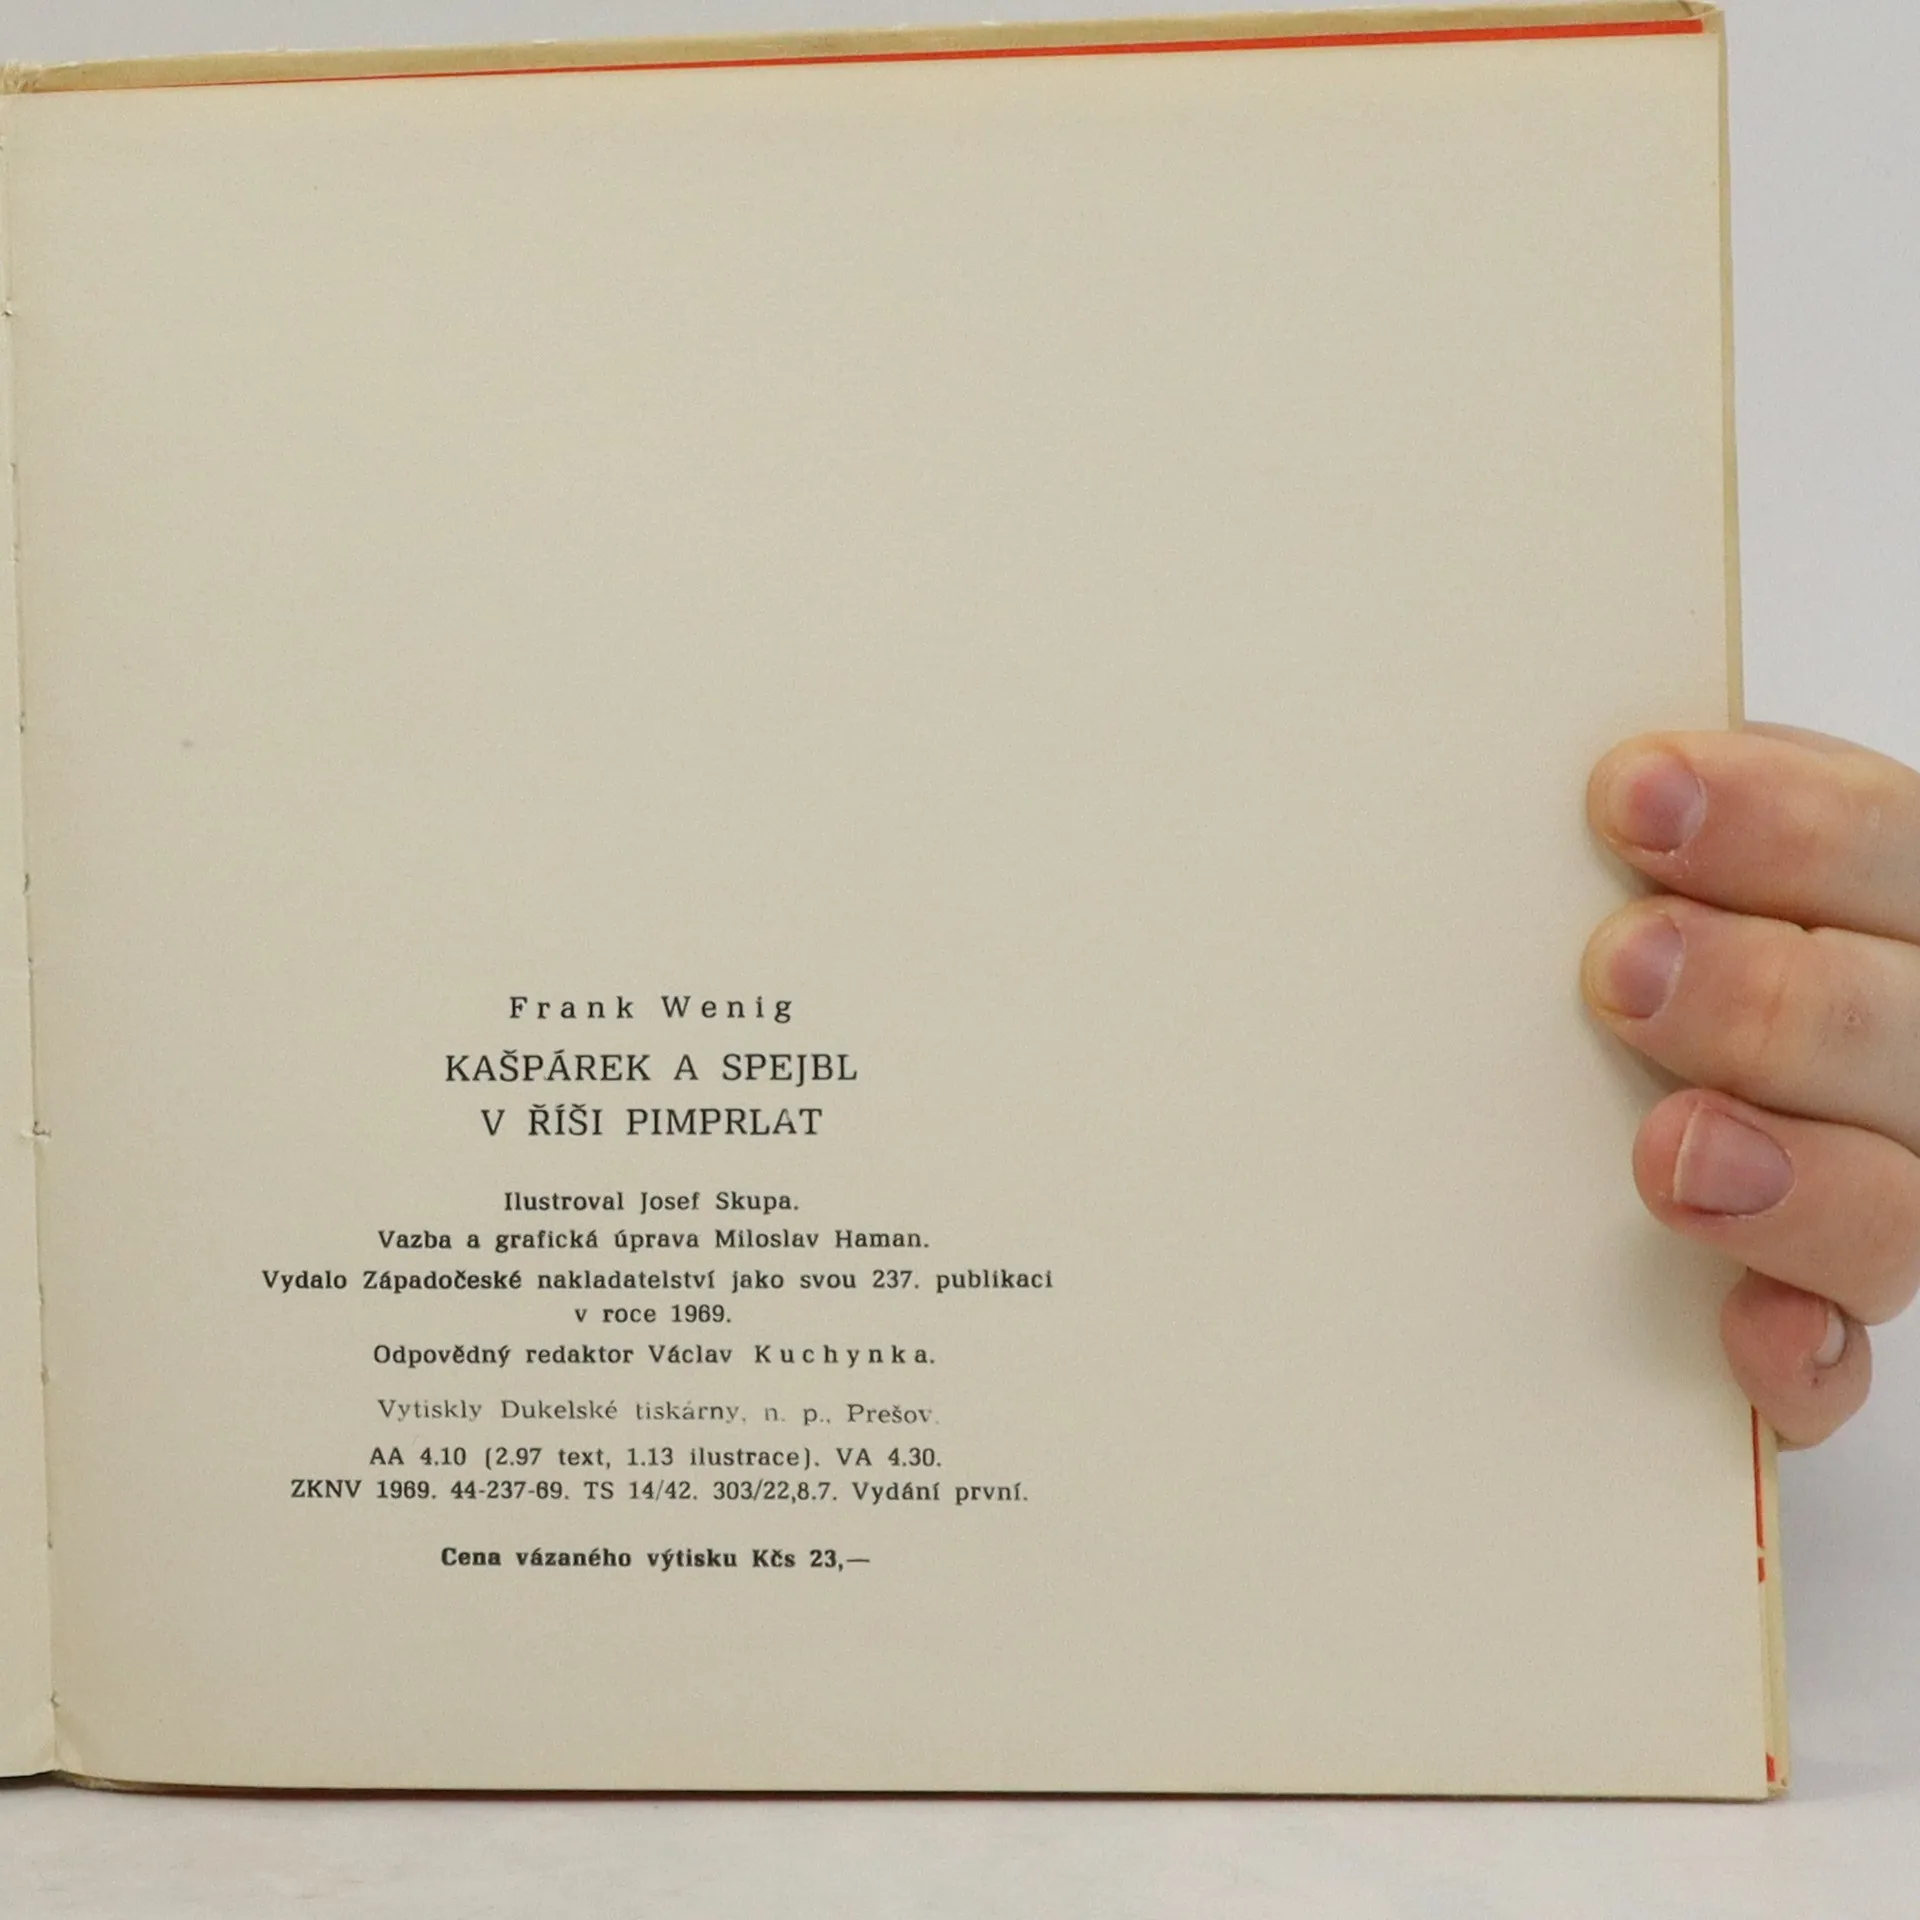 Frank Wenig
KAŠPÁREK A SPEJBL
V ŘÍŠI PIMPRLAT
Ilustroval Josef Skupa.
Vazba a grafická úprava Miloslav Haman.
Vydalo Západočeské nakladatelství jako svou 237. publikaci
v roce 1969.
Odpovědný redaktor Václav Kuchynka.
Vytiskly Dukelské tiskárny, n. p., Prešov.
AA 4.10 (2.97 text, 1.13 ilustrace). VA 4.30.
ZKNV 1969. 44-237-69. TS 14/42. 303/22,8.7. Vydání první.
Cena vázaného výtisku Kčs 23,—